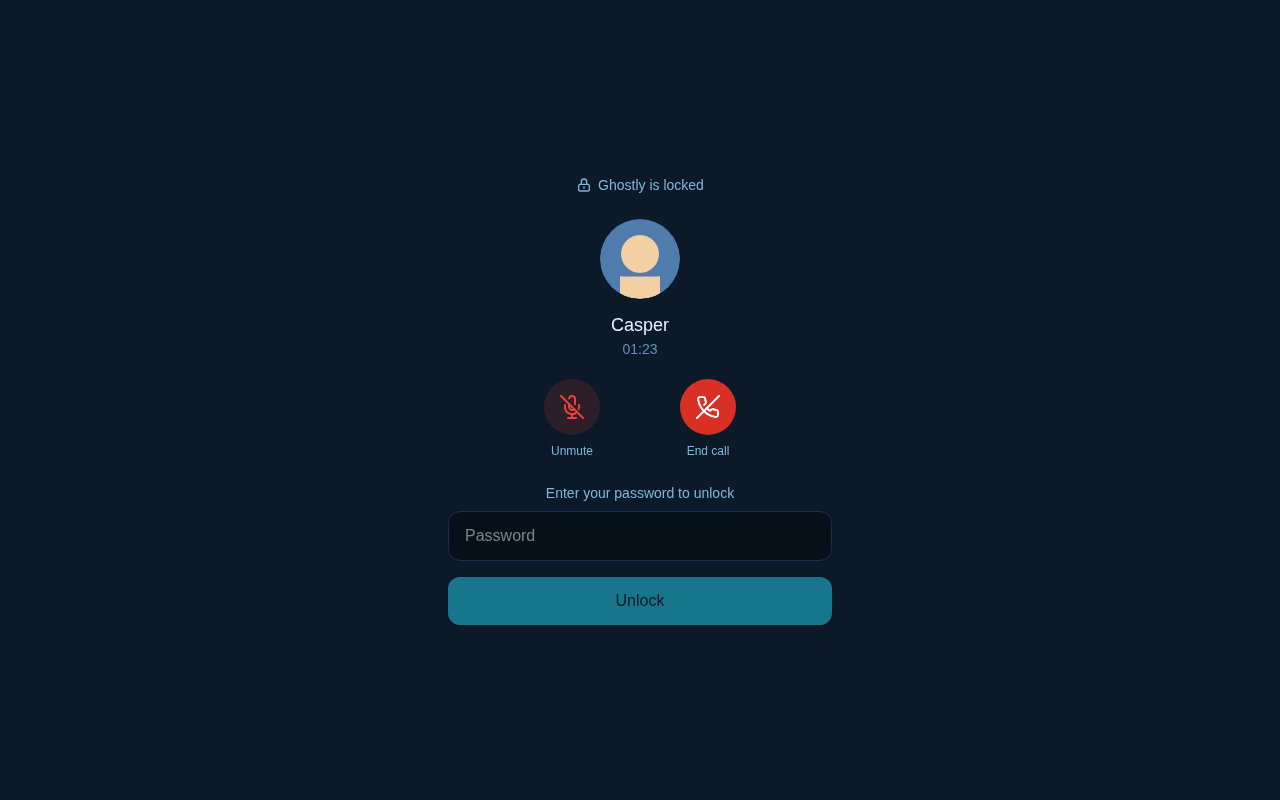 Ghostly is locked
Casper
01:23
Unmute
End call
Enter your password to unlock
Password
Unlock